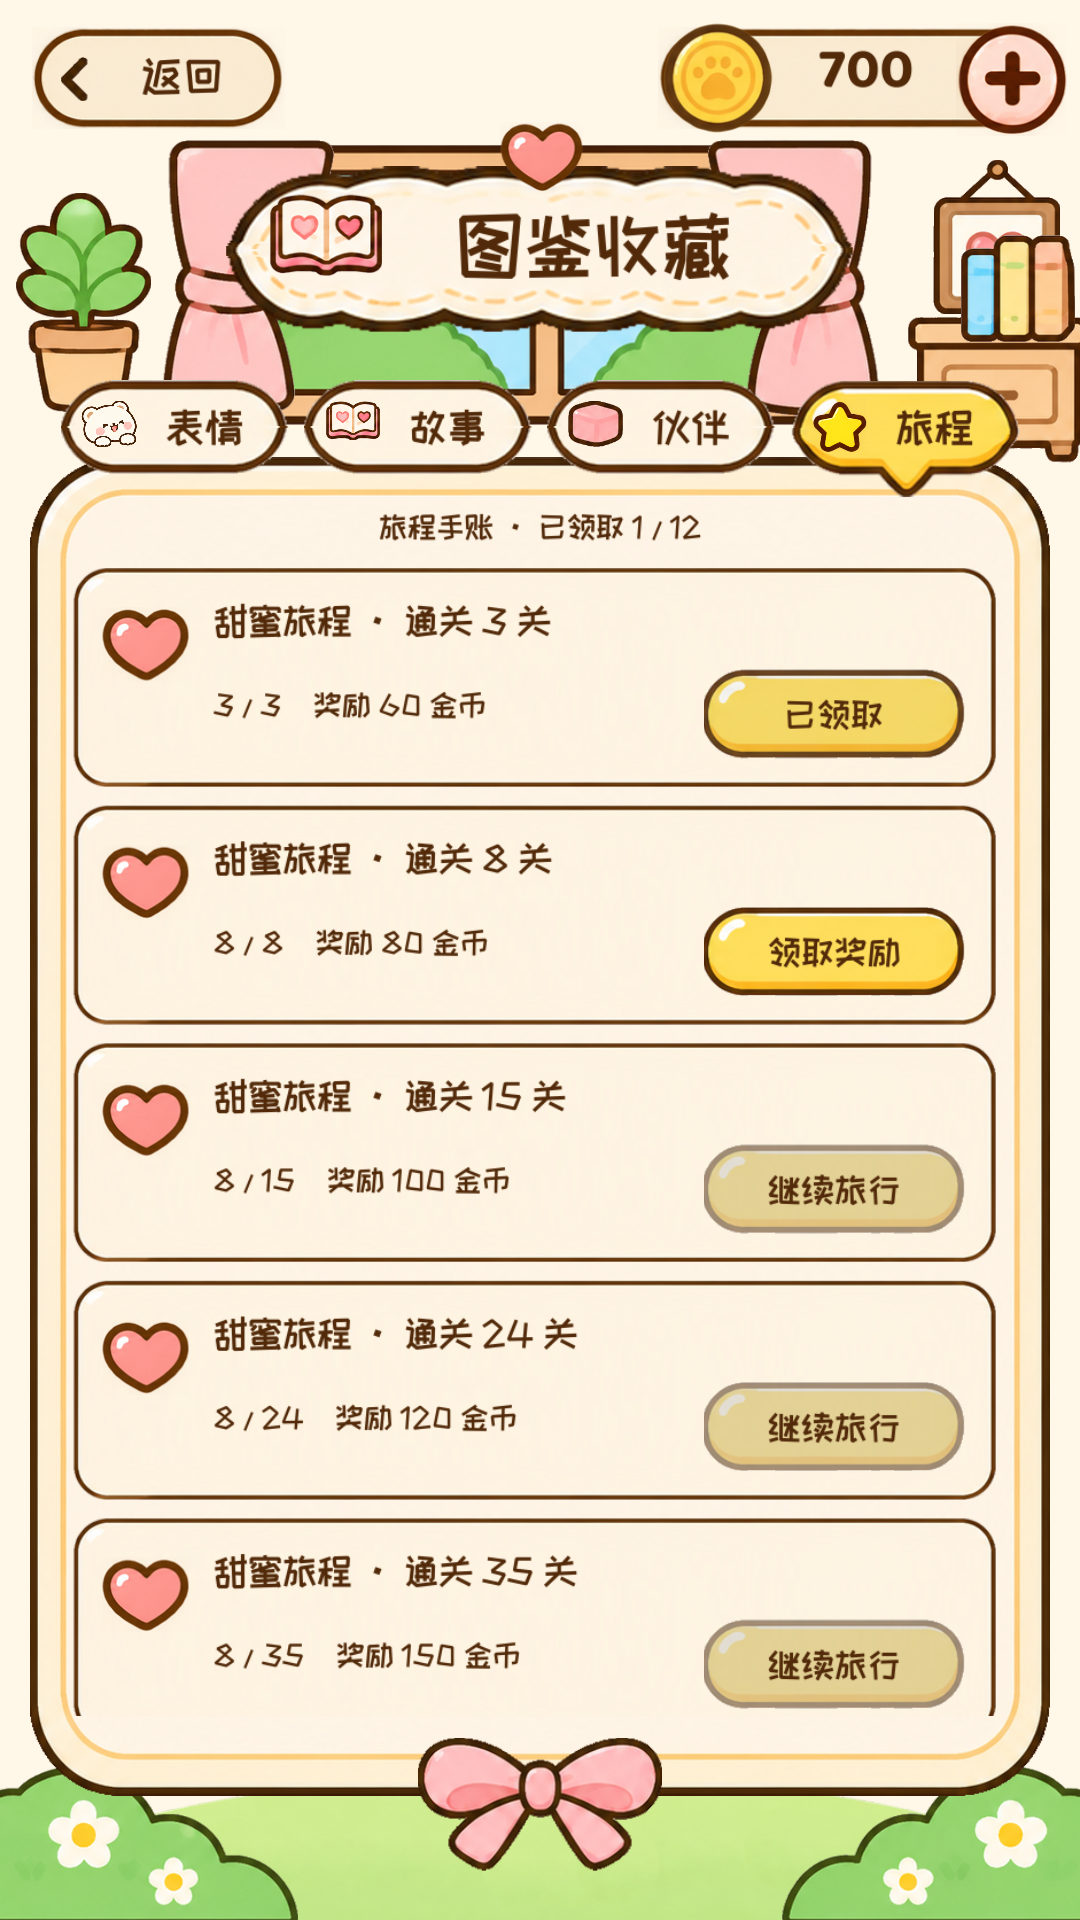 返回
700
图鉴收藏
表情
故事
伙伴
旅程
旅程手账 · 已领取 1 / 12
甜蜜旅程 · 通关 3 关
3 / 3 奖励 60 金币
已领取
甜蜜旅程 · 通关 8 关
8 / 8 奖励 80 金币
领取奖励
甜蜜旅程 · 通关 15 关
8 / 15 奖励 100 金币
继续旅行
甜蜜旅程 · 通关 24 关
8 / 24 奖励 120 金币
继续旅行
甜蜜旅程 · 通关 35 关
8 / 35 奖励 150 金币
继续旅行